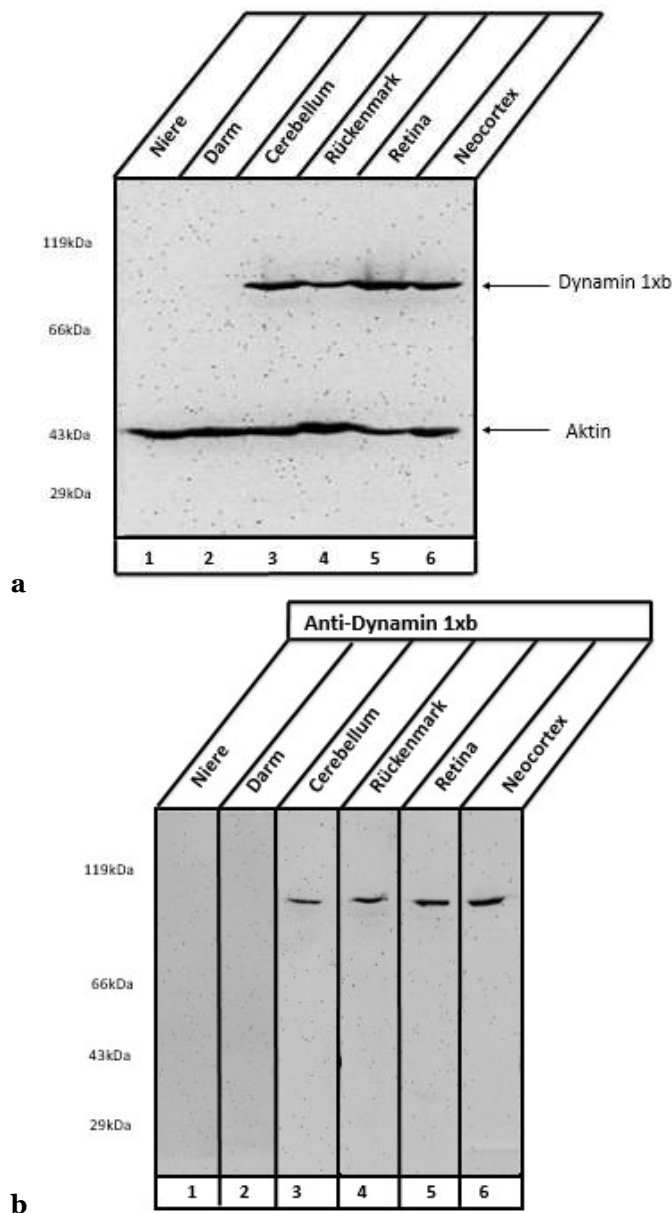 Niere Darm Cerebellum Rückenmark Retina Neocortex
119kDa
Dynamin 1xb
66kDa
43kDa
Aktin
29kDa
1 2 3 4 5 6
a
Anti-Dynamin 1xb
Niere Darm Cerebellum Rückenmark Retina Neocortex
119kDa
66kDa
43kDa
29kDa
1 2 3 4 5 6
b